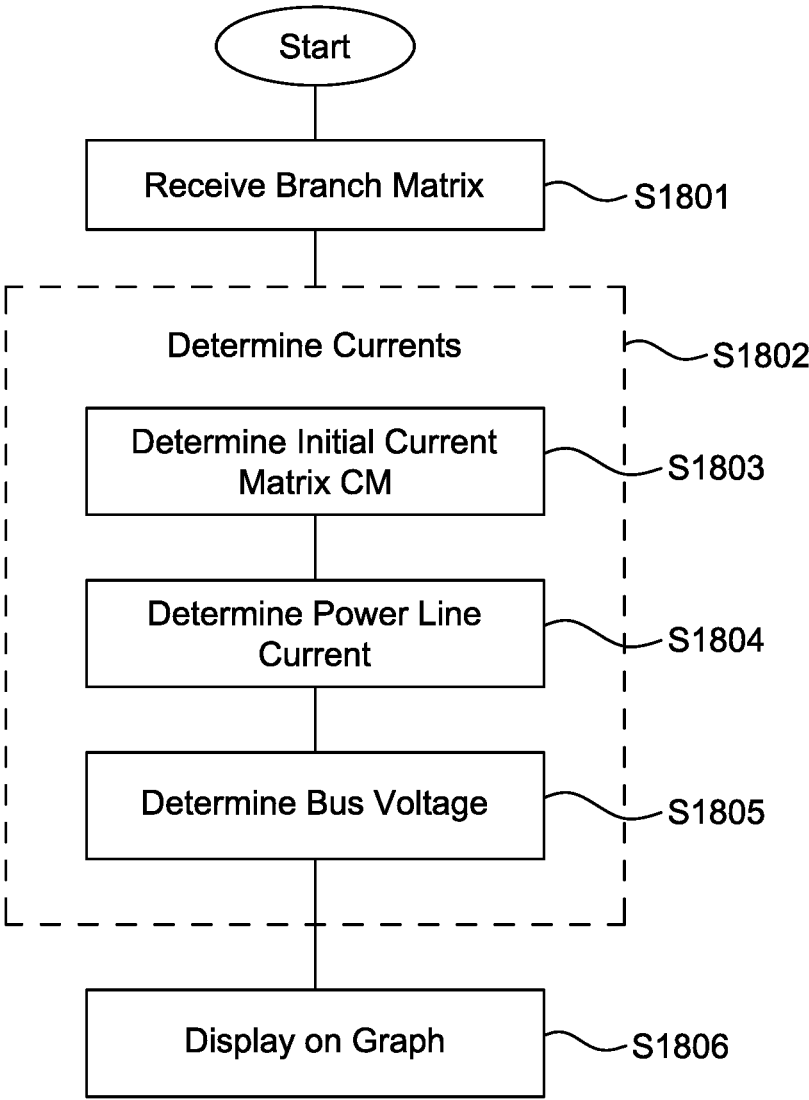 Start
Receive Branch Matrix
S1801
Determine Currents
S1802
Determine Initial Current
Matrix CM
S1803
Determine Power Line
Current
S1804
Determine Bus Voltage
S1805
Display on Graph
S1806